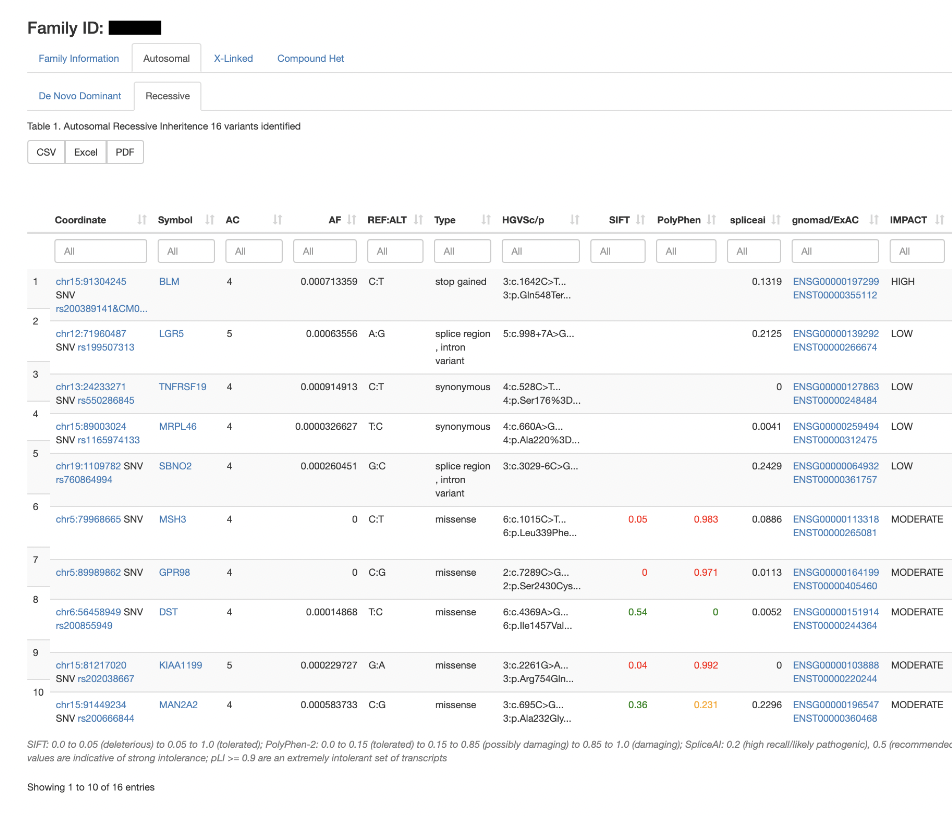 Family ID:
Family Information Autosomal X-Linked Compound Het
De Novo Dominant Recessive
Table 1. Autosomal Recessive Inheritence 16 variants identified
CSV Excel PDF
Coordinate Symbol AC AF REF:ALT Type HGVSc/p SIFT PolyPhen spliceai gnomad/ExAC IMPACT
All All All All All All All All All All All All
1 chr15:91304245 BLM 4 0.000713359 C:T stop gained 3:c.1642C>T... 0.1319 ENSG00000197299 HIGH
SNV 3:p.Gln548Ter... ENST00000355112
rs200389141&CM0...
2 chr12:71960487 LGR5 5 0.00063556 A:G splice region 5:c.998+7A>G... 0.2125 ENSG00000139292 LOW
SNV rs199507313 , intron ENST00000266674
variant
3 chr13:24233271 TNFRSF19 4 0.000914913 C:T synonymous 4:c.528C>T... 0 ENSG00000127863 LOW
SNV rs550286845 4:p.Ser176%3D... ENST00000248484
4 chr15:89003024 MRPL46 4 0.0000326627 T:C synonymous 4:c.660A>G... 0.0041 ENSG00000259494 LOW
SNV rs1165974133 4:p.Ala220%3D... ENST00000312475
5 chr19:1109782 SNV SBNO2 4 0.000260451 G:C splice region 3:c.3029-6C>G... 0.2429 ENSG00000064932 LOW
rs760864994 , intron ENST00000361757
variant
6 chr5:79968665 SNV MSH3 4 0 C:T missense 6:c.1015C>T... 0.05 0.983 0.0886 ENSG00000113318 MODERATE
6:p.Leu339Phe... ENST00000265081
7 chr5:89989862 SNV GPR98 4 0 C:G missense 2:c.7289C>G... 0 0.971 0.0113 ENSG00000164199 MODERATE
2:p.Ser2430Cys... ENST00000405460
8 chr6:56458949 SNV DST 4 0.00014868 T:C missense 6:c.4369A>G... 0.54 0 0.0052 ENSG00000151914 MODERATE
rs200855949 6:p.Ile1457Val... ENST00000244364
9 chr15:81217020 KIAA1199 5 0.000229727 G:A missense 3:c.2261G>A... 0.04 0.992 0 ENSG00000103888 MODERATE
SNV rs202038667 3:p.Arg754Gln... ENST00000220244
10 chr15:91449234 MAN2A2 4 0.000583733 C:G missense 3:c.695C>G... 0.36 0.231 0.2296 ENSG00000196547 MODERATE
SNV rs200666844 3:p.Ala232Gly... ENST00000360468
SIFT: 0.0 to 0.05 (deleterious) to 0.05 to 1.0 (tolerated); PolyPhen-2: 0.0 to 0.15 (tolerated) to 0.15 to 0.85 (possibly damaging) to 0.85 to 1.0 (damaging); SpliceAI: 0.2 (high recall/likely pathogenic), 0.5 (recommended
values are indicative of strong intolerance; pLI >= 0.9 are an extremely intolerant set of transcripts
Showing 1 to 10 of 16 entries